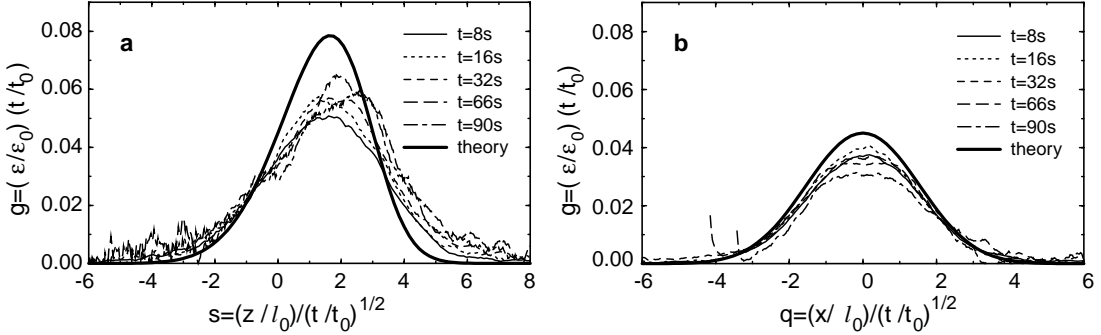 a
g=( ε/ε0) (t/t0)
0.08
0.06
0.04
0.02
0.00
-6 -4 -2 0 2 4 6 8
s=(z/l0)/(t/t0)1/2
t=8s
t=16s
t=32s
t=66s
t=90s
theory
b
g=( ε/ε0) (t/t0)
0.08
0.06
0.04
0.02
0.00
-6 -4 -2 0 2 4 6
q=(x/ l0)/(t/t0)1/2
t=8s
t=16s
t=32s
t=66s
t=90s
theory